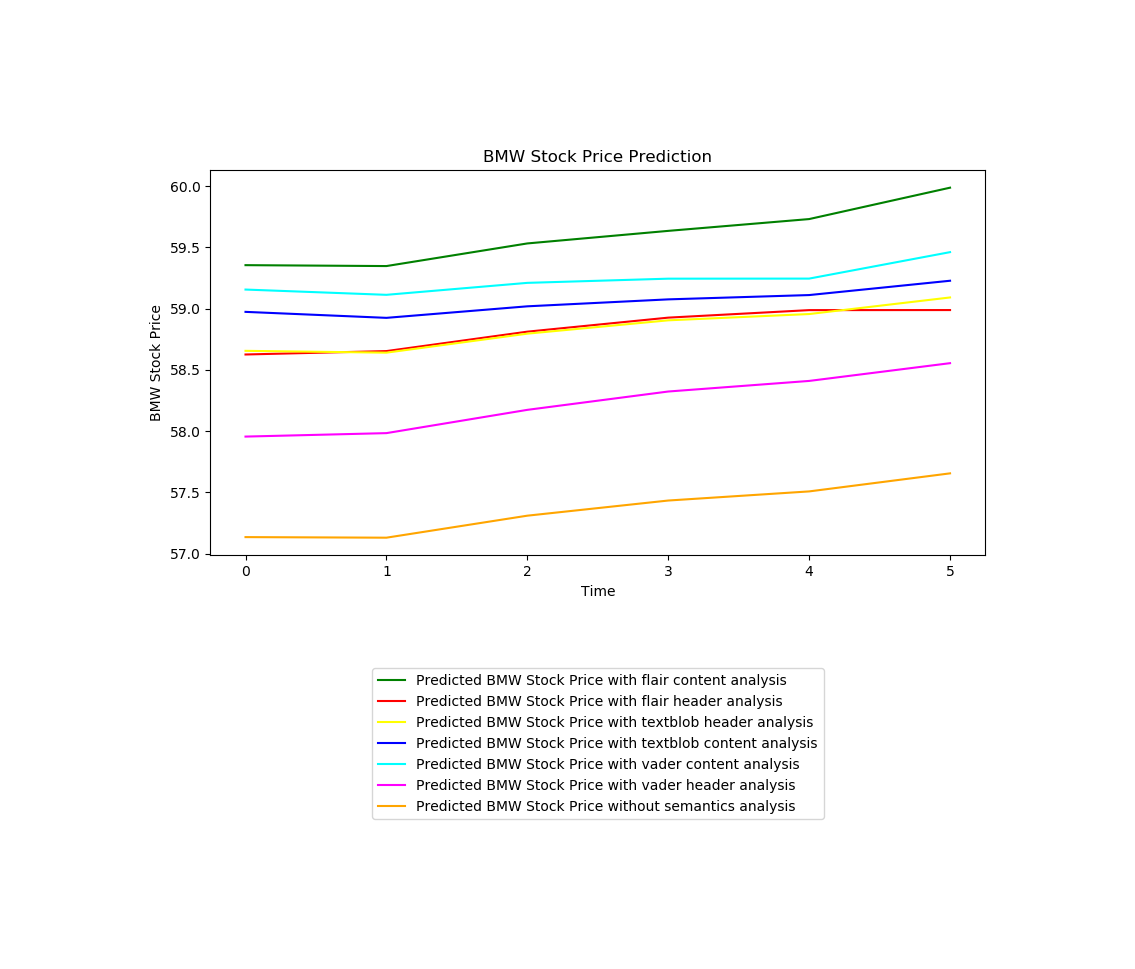 BMW Stock Price Prediction
60.0
59.5
59.0
58.5
58.0
57.5
57.0
BMW Stock Price
0 1 2 3 4 5
Time
Predicted BMW Stock Price with flair content analysis
Predicted BMW Stock Price with flair header analysis
Predicted BMW Stock Price with textblob header analysis
Predicted BMW Stock Price with textblob content analysis
Predicted BMW Stock Price with vader content analysis
Predicted BMW Stock Price with vader header analysis
Predicted BMW Stock Price without semantics analysis